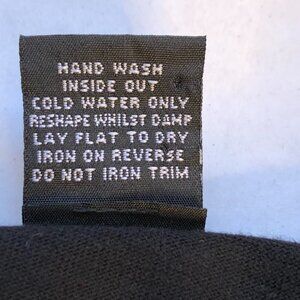 HAND WASH
INSIDE OUT
COLD WATER ONLY
RESHAPE WHILST DAMP
LAY FLAT TO DRY
IRON ON REVERSE
DO NOT IRON TRIM